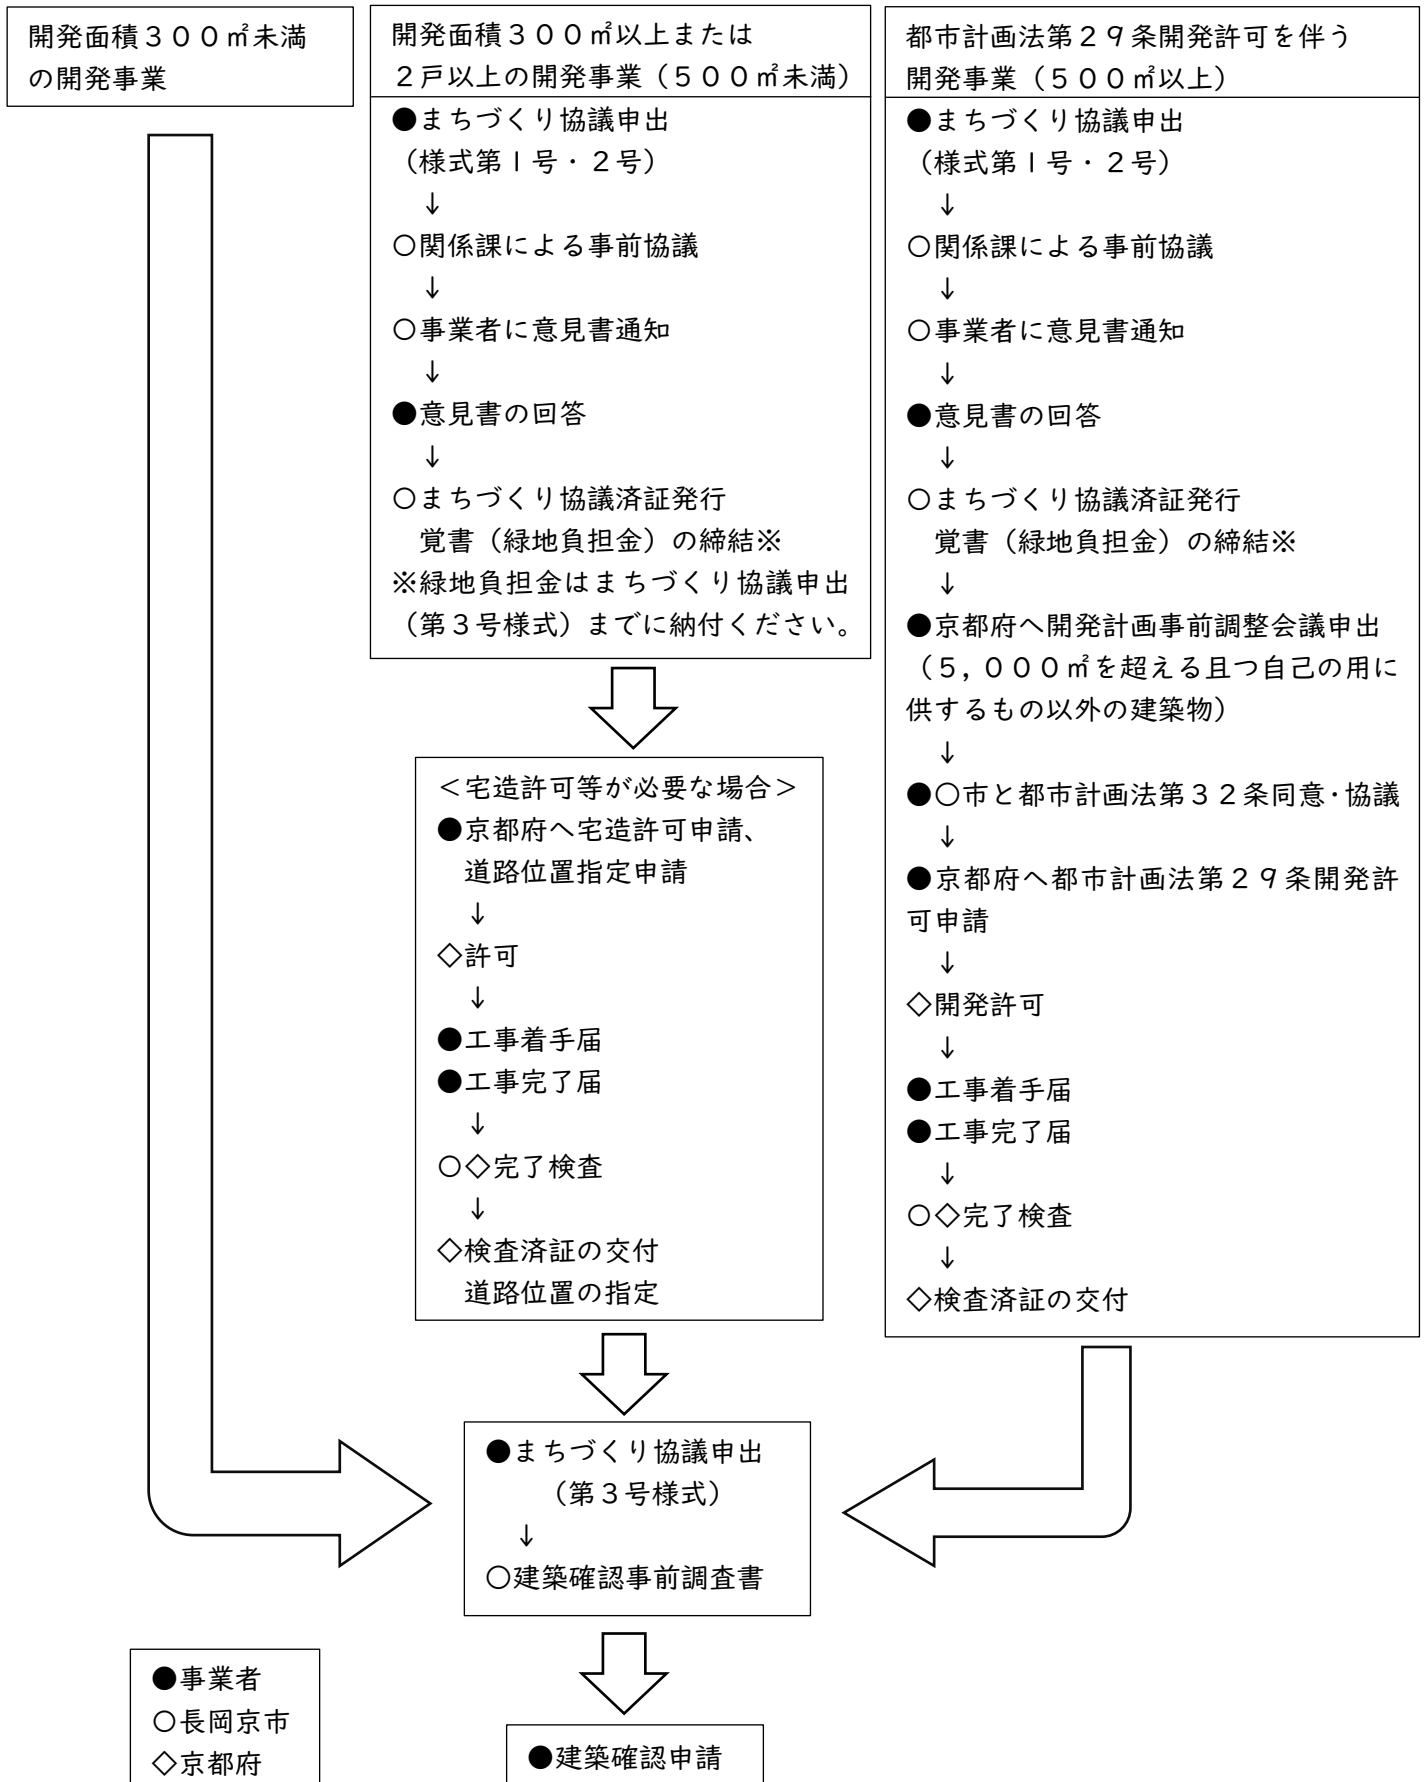 開発面積３００㎡未満
の開発事業
開発面積３００㎡以上または
２戸以上の開発事業（５００㎡未満）
●まちづくり協議申出
（様式第１号・２号）
↓
○関係課による事前協議
↓
○事業者に意見書通知
↓
●意見書の回答
↓
○まちづくり協議済証発行
覚書（緑地負担金）の締結※
※緑地負担金はまちづくり協議申出
（第３号様式）までに納付ください。
＜宅造許可等が必要な場合＞
●京都府へ宅造許可申請、
道路位置指定申請
↓
◇許可
↓
●工事着手届
●工事完了届
↓
○◇完了検査
↓
◇検査済証の交付
道路位置の指定
都市計画法第２９条開発許可を伴う
開発事業（５００㎡以上）
●まちづくり協議申出
（様式第１号・２号）
↓
○関係課による事前協議
↓
○事業者に意見書通知
↓
●意見書の回答
↓
○まちづくり協議済証発行
覚書（緑地負担金）の締結※
↓
●京都府へ開発計画事前調整会議申出
（５，０００㎡を超える且つ自己の用に
供するもの以外の建築物）
↓
●○市と都市計画法第３２条同意・協議
↓
●京都府へ都市計画法第２９条開発許
可申請
↓
◇開発許可
↓
●工事着手届
●工事完了届
↓
○◇完了検査
↓
◇検査済証の交付
●まちづくり協議申出
（第３号様式）
↓
○建築確認事前調査書
●事業者
○長岡京市
◇京都府
●建築確認申請